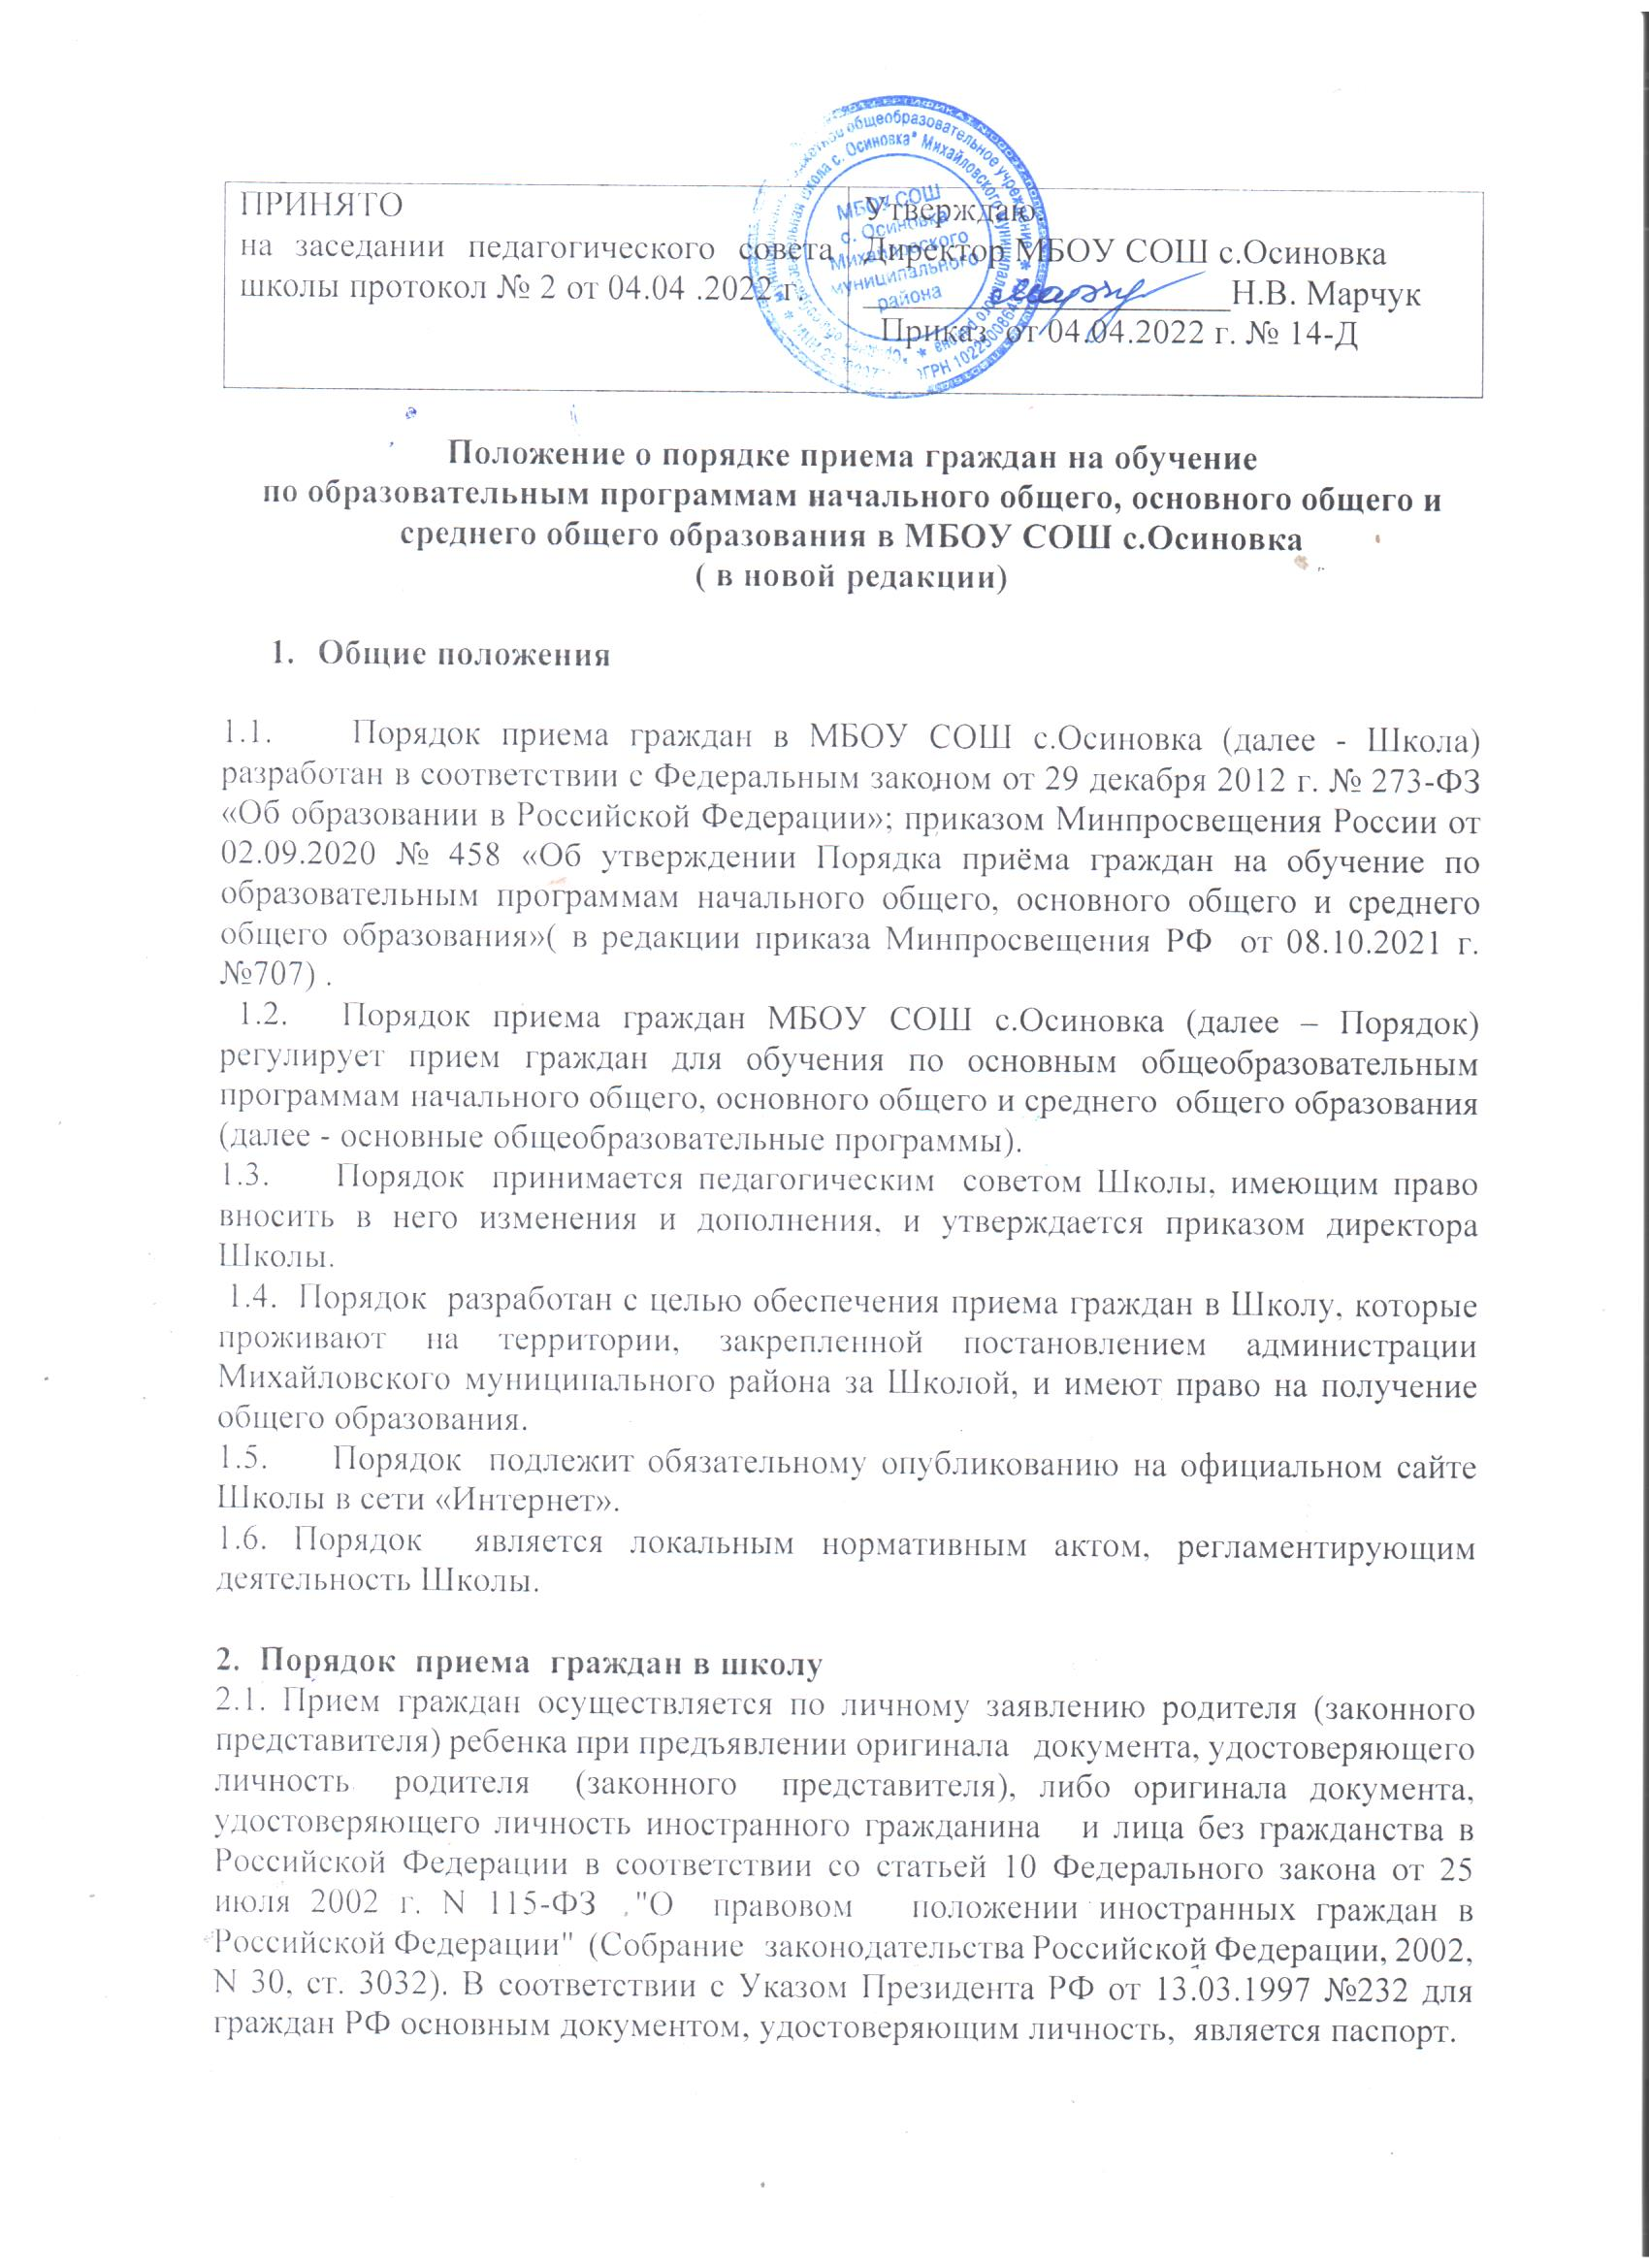 ПРИНЯТО
на заседании педагогического совета
школы протокол № 2 от 04.04 .2022 г.
Утверждаю.
Директор МБОУ СОШ с.Осиновка
Н.В. Марчук
Приказ от 04.04.2022 г. № 14-Д
МБОУ СОШ
с. Осиновка
Михайловского
муниципального
района
Положение о порядке приема граждан на обучение
по образовательным программам начального общего, основного общего и
среднего общего образования в МБОУ СОШ с.Осиновка
( в новой редакции)
1. Общие положения
1.1. Порядок приема граждан в МБОУ СОШ с.Осиновка (далее - Школа)
разработан в соответствии с Федеральным законом от 29 декабря 2012 г. № 273-ФЗ
«Об образовании в Российской Федерации»; приказом Минпросвещения России от
02.09.2020 № 458 «Об утверждении Порядка приёма граждан на обучение по
образовательным программам начального общего, основного общего и среднего
общего образования»( в редакции приказа Минпросвещения РФ от 08.10.2021 г.
№707) .
1.2. Порядок приема граждан МБОУ СОШ с.Осиновка (далее – Порядок)
регулирует прием граждан для обучения по основным общеобразовательным
программам начального общего, основного общего и среднего общего образования
(далее - основные общеобразовательные программы).
1.3. Порядок принимается педагогическим советом Школы, имеющим право
вносить в него изменения и дополнения, и утверждается приказом директора
Школы.
1.4. Порядок разработан с целью обеспечения приема граждан в Школу, которые
проживают на территории, закрепленной постановлением администрации
Михайловского муниципального района за Школой, и имеют право на получение
общего образования.
1.5. Порядок подлежит обязательному опубликованию на официальном сайте
Школы в сети «Интернет».
1.6. Порядок является локальным нормативным актом, регламентирующим
деятельность Школы.
2. Порядок приема граждан в школу
2.1. Прием граждан осуществляется по личному заявлению родителя (законного
представителя) ребенка при предъявлении оригинала документа, удостоверяющего
личность родителя (законного представителя), либо оригинала документа,
удостоверяющего личность иностранного гражданина и лица без гражданства в
Российской Федерации в соответствии со статьей 10 Федерального закона от 25
июля 2002 г. N 115-ФЗ "О правовом положении иностранных граждан в
Российской Федерации" (Собрание законодательства Российской Федерации, 2002,
N 30, ст. 3032). В соответствии с Указом Президента РФ от 13.03.1997 №232 для
граждан РФ основным документом, удостоверяющим личность, является паспорт.